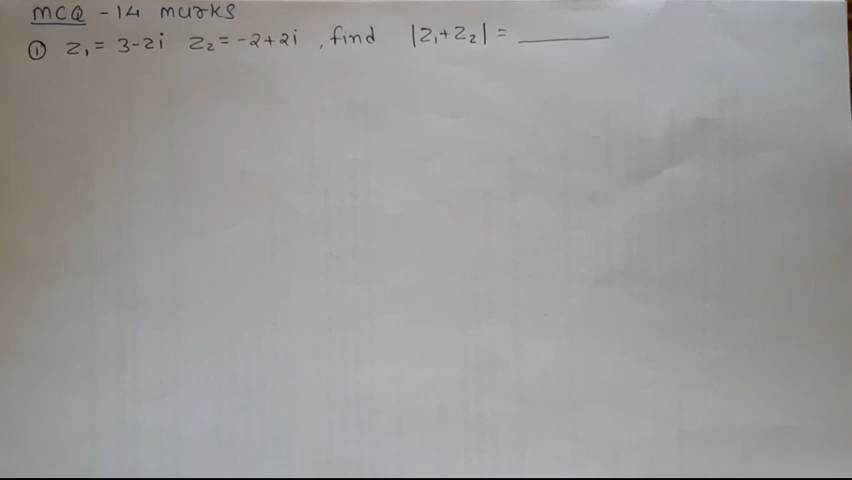 MCQ - 14 marks
① Z₁ = 3-2i Z₂ = -2+2i , find |Z₁+Z₂| = ______